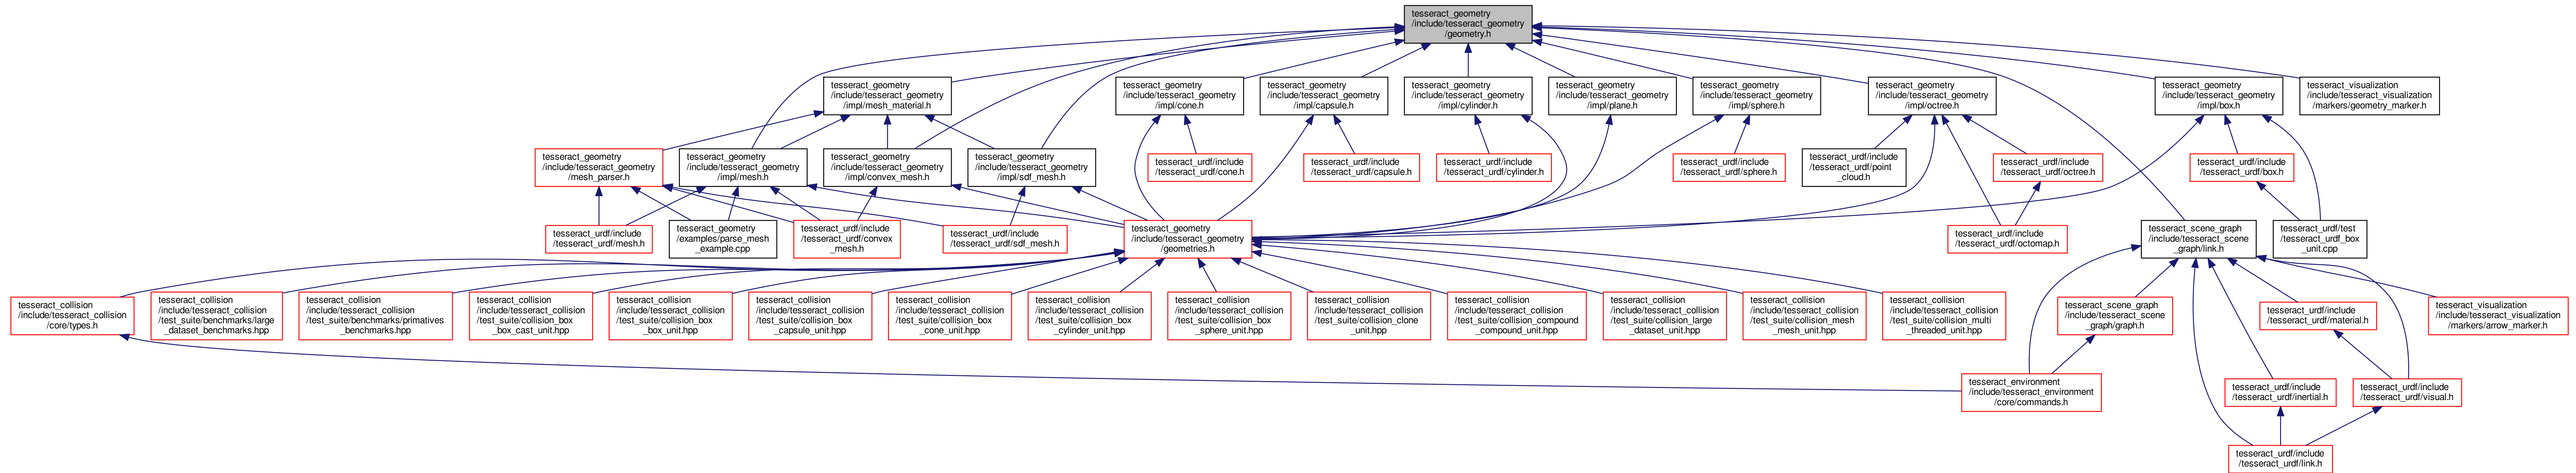 tesseract_geometry
/include/tesseract_geometry
/geometry.h
tesseract_geometry
/include/tesseract_geometry
/impl/mesh_material.h
tesseract_geometry
/include/tesseract_geometry
/impl/cone.h
tesseract_geometry
/include/tesseract_geometry
/impl/capsule.h
tesseract_geometry
/include/tesseract_geometry
/impl/cylinder.h
tesseract_geometry
/include/tesseract_geometry
/impl/plane.h
tesseract_geometry
/include/tesseract_geometry
/impl/sphere.h
tesseract_geometry
/include/tesseract_geometry
/impl/octree.h
tesseract_geometry
/include/tesseract_geometry
/impl/box.h
tesseract_visualization
/include/tesseract_visualization
/markers/geometry_marker.h
tesseract_geometry
/include/tesseract_geometry
/mesh_parser.h
tesseract_geometry
/include/tesseract_geometry
/impl/mesh.h
tesseract_geometry
/include/tesseract_geometry
/impl/convex_mesh.h
tesseract_geometry
/include/tesseract_geometry
/impl/sdf_mesh.h
tesseract_urdf/include
/tesseract_urdf/cone.h
tesseract_urdf/include
/tesseract_urdf/capsule.h
tesseract_urdf/include
/tesseract_urdf/cylinder.h
tesseract_urdf/include
/tesseract_urdf/sphere.h
tesseract_urdf/include
/tesseract_urdf/point
_cloud.h
tesseract_urdf/include
/tesseract_urdf/octree.h
tesseract_urdf/include
/tesseract_urdf/box.h
tesseract_urdf/include
/tesseract_urdf/mesh.h
tesseract_geometry
/examples/parse_mesh
_example.cpp
tesseract_urdf/include
/tesseract_urdf/convex
_mesh.h
tesseract_urdf/include
/tesseract_urdf/sdf_mesh.h
tesseract_geometry
/include/tesseract_geometry
/geometries.h
tesseract_urdf/include
/tesseract_urdf/octomap.h
tesseract_scene_graph
/include/tesseract_scene
_graph/link.h
tesseract_urdf/test
/tesseract_urdf_box
_unit.cpp
tesseract_collision
/include/tesseract_collision
/core/types.h
tesseract_collision
/include/tesseract_collision
/test_suite/benchmarks/large
_dataset_benchmarks.hpp
tesseract_collision
/include/tesseract_collision
/test_suite/benchmarks/primatives
_benchmarks.hpp
tesseract_collision
/include/tesseract_collision
/test_suite/collision_box
_box_cast_unit.hpp
tesseract_collision
/include/tesseract_collision
/test_suite/collision_box
_box_unit.hpp
tesseract_collision
/include/tesseract_collision
/test_suite/collision_box
_capsule_unit.hpp
tesseract_collision
/include/tesseract_collision
/test_suite/collision_box
_cone_unit.hpp
tesseract_collision
/include/tesseract_collision
/test_suite/collision_box
_cylinder_unit.hpp
tesseract_collision
/include/tesseract_collision
/test_suite/collision_box
_sphere_unit.hpp
tesseract_collision
/include/tesseract_collision
/test_suite/collision_clone
_unit.hpp
tesseract_collision
/include/tesseract_collision
/test_suite/collision_compound
_compound_unit.hpp
tesseract_collision
/include/tesseract_collision
/test_suite/collision_large
_dataset_unit.hpp
tesseract_collision
/include/tesseract_collision
/test_suite/collision_mesh
_mesh_unit.hpp
tesseract_collision
/include/tesseract_collision
/test_suite/collision_multi
_threaded_unit.hpp
tesseract_scene_graph
/include/tesseract_scene
_graph/graph.h
tesseract_urdf/include
/tesseract_urdf/material.h
tesseract_visualization
/include/tesseract_visualization
/markers/arrow_marker.h
tesseract_environment
/include/tesseract_environment
/core/commands.h
tesseract_urdf/include
/tesseract_urdf/inertial.h
tesseract_urdf/include
/tesseract_urdf/visual.h
tesseract_urdf/include
/tesseract_urdf/link.h